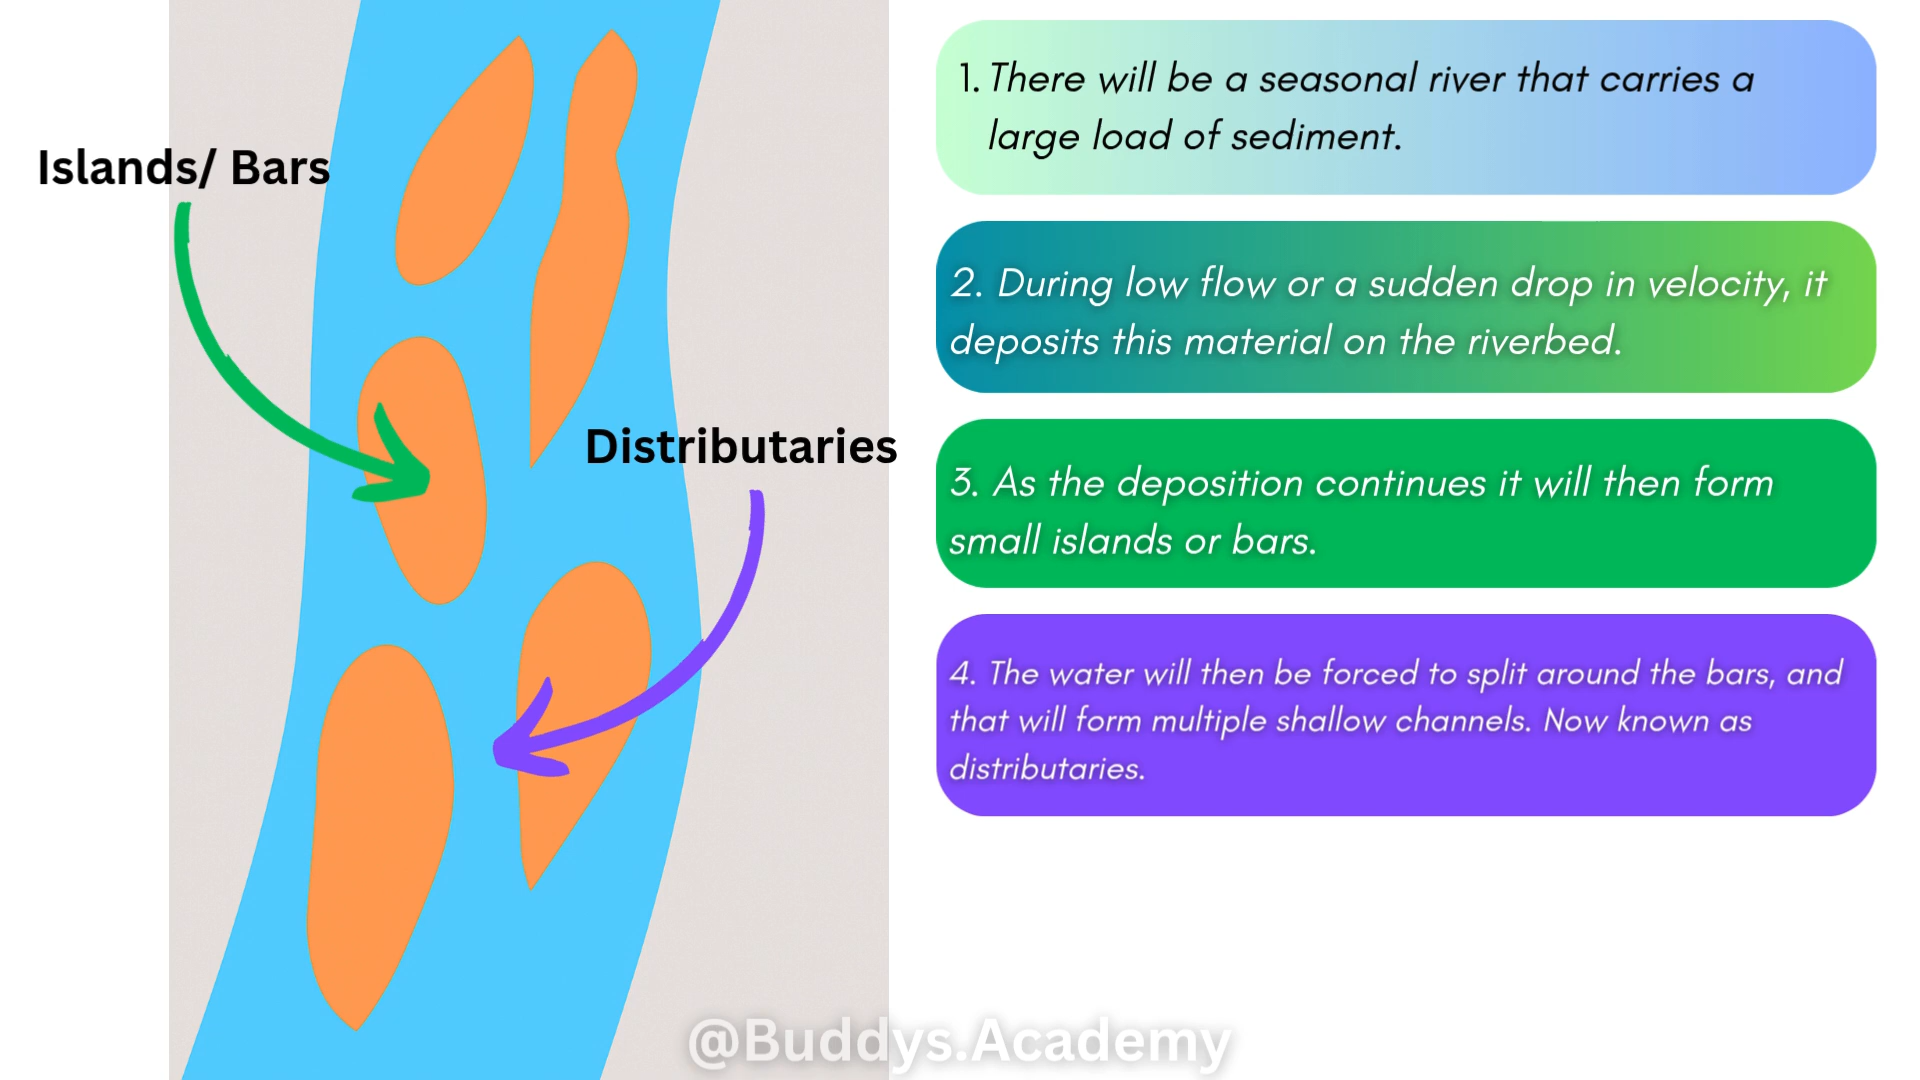 Islands/ Bars
Distributaries
1. There will be a seasonal river that carries a
large load of sediment.
2. During low flow or a sudden drop in velocity, it
deposits this material on the riverbed.
3. As the deposition continues it will then form
small islands or bars.
4. The water will then be forced to split around the bars, and
that will form multiple shallow channels. Now known as
distributaries.
@Buddys.Academy